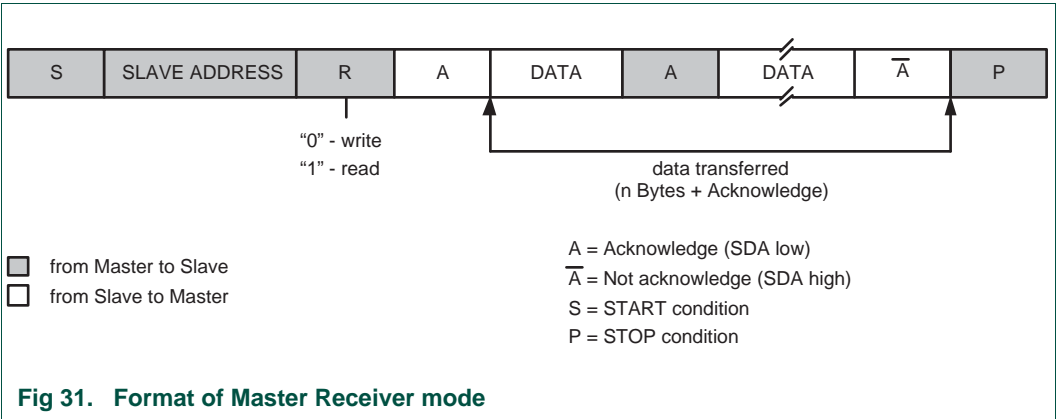 S SLAVE ADDRESS R A DATA A DATA A̅ P
“0” - write
“1” - read
data transferred
(n Bytes + Acknowledge)
from Master to Slave
from Slave to Master
A = Acknowledge (SDA low)
A̅ = Not acknowledge (SDA high)
S = START condition
P = STOP condition
Fig 31. Format of Master Receiver mode